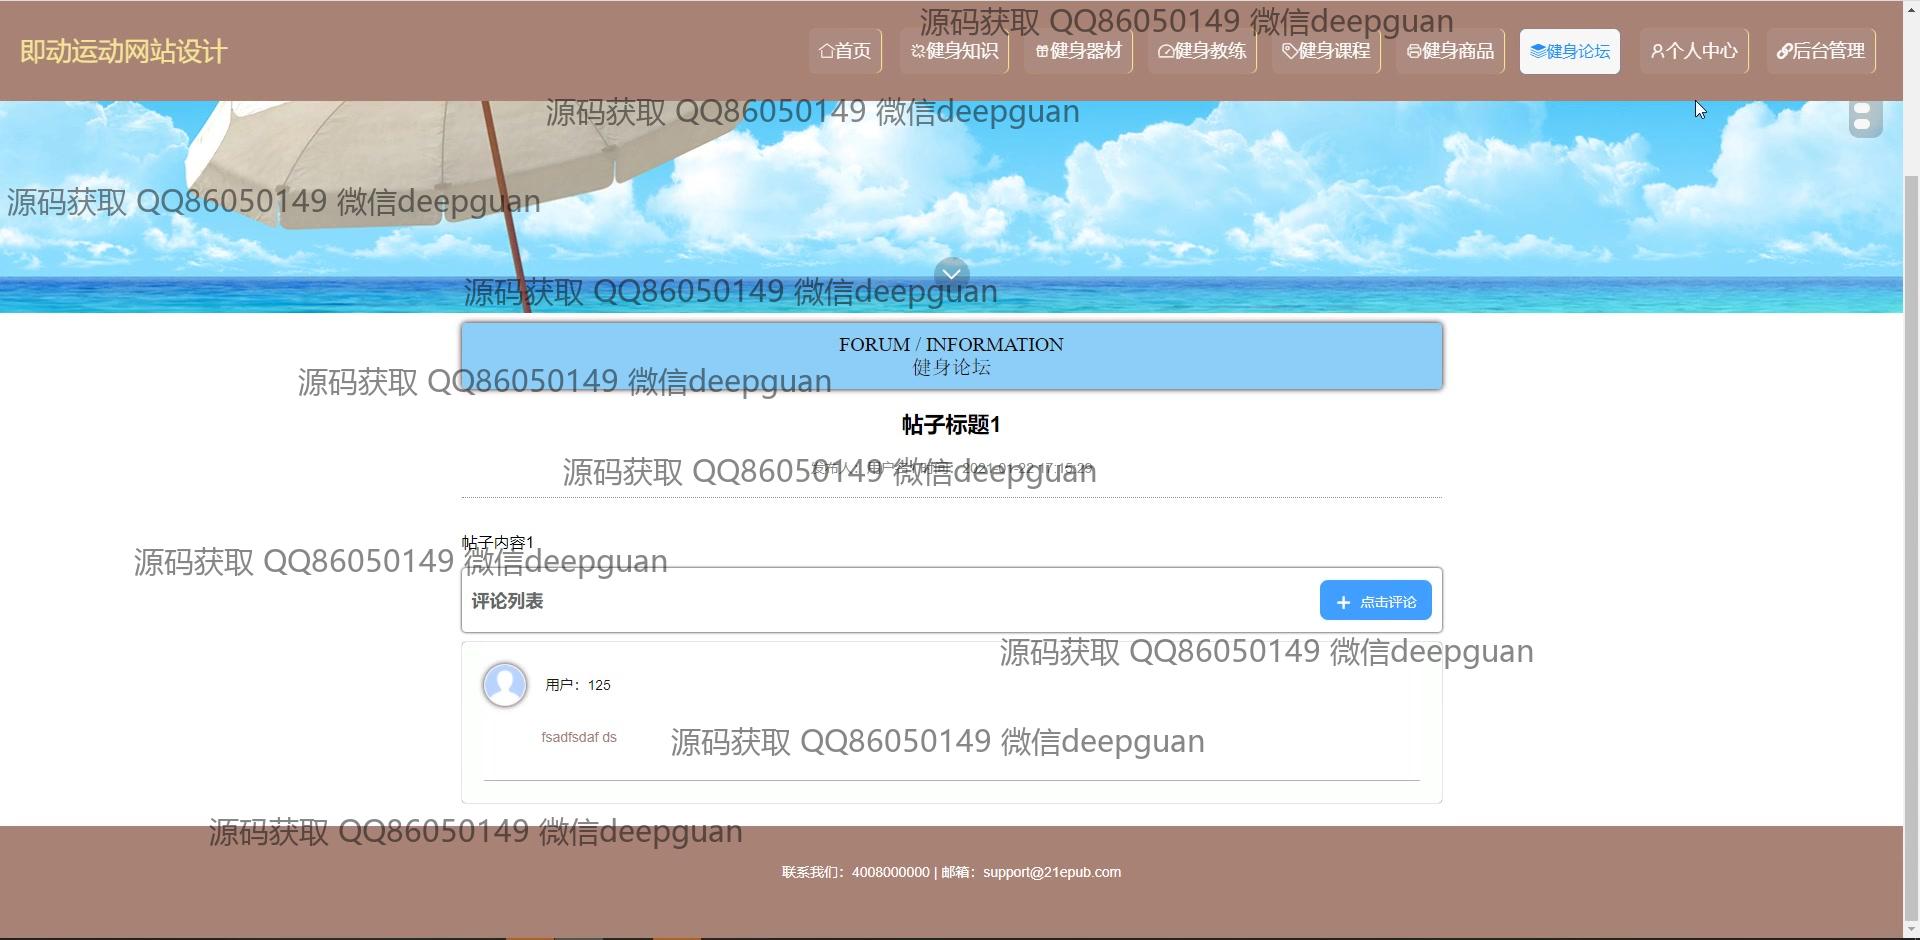 源码获取 QQ86050149 微信deepguan
即动运动网站设计
首页 健身知识 健身器材 健身教练 健身课程 健身商品 健身论坛 个人中心 后台管理
源码获取 QQ86050149 微信deepguan
源码获取 QQ86050149 微信deepguan
源码获取 QQ86050149 微信deepguan
FORUM / INFORMATION
健身论坛
源码获取 QQ86050149 微信deepguan
帖子标题1
发布人：用户名1 时间：2021-01-22 17:15:29
源码获取 QQ86050149 微信deepguan
帖子内容1
源码获取 QQ86050149 微信deepguan
评论列表
点击评论
源码获取 QQ86050149 微信deepguan
用户：125
fsadfsdaf ds
源码获取 QQ86050149 微信deepguan
源码获取 QQ86050149 微信deepguan
联系我们：4008000000 | 邮箱：support@21epub.com